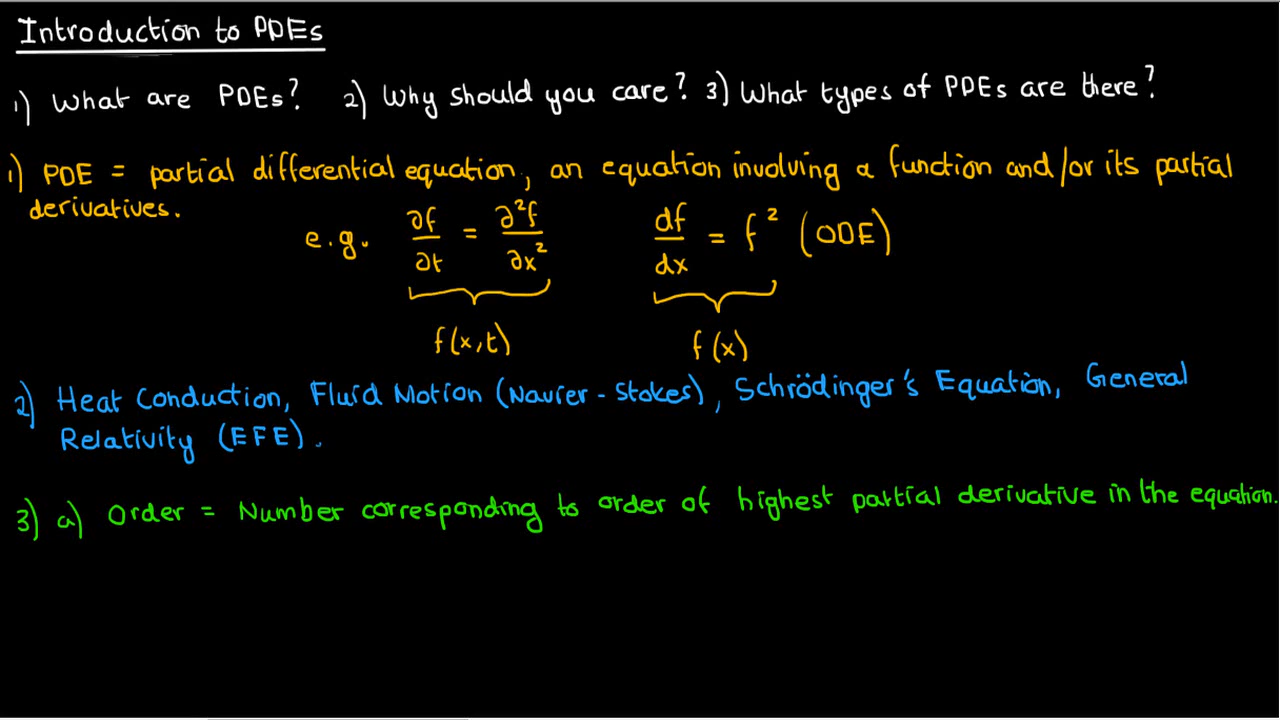 Introduction to PDEs
1) What are PDEs? 2) Why should you care? 3) What types of PDEs are there?
1) PDE = partial differential equation, an equation involving a function and/or its partial
derivatives.
e.g. ∂f/∂t = ∂²f/∂x² df/dx = f² (ODE)
f(x,t) f(x)
2) Heat Conduction, Fluid Motion (Navier-Stokes), Schrödinger's Equation, General
Relativity (EFE).
3) a) Order = Number corresponding to order of highest partial derivative in the equation.